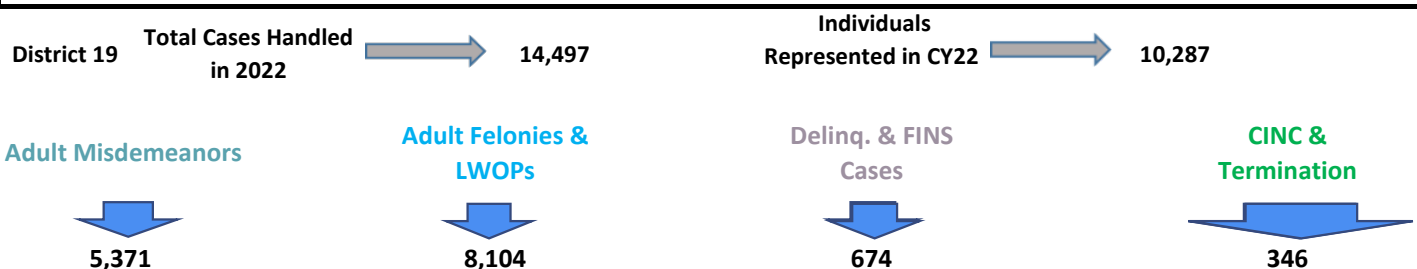 District 19
Total Cases Handled
in 2022
14,497
Individuals
Represented in CY22
10,287
Adult Misdemeanors
Adult Felonies &
LWOPs
Delinq. & FINS
Cases
CINC &
Termination
5,371
8,104
674
346